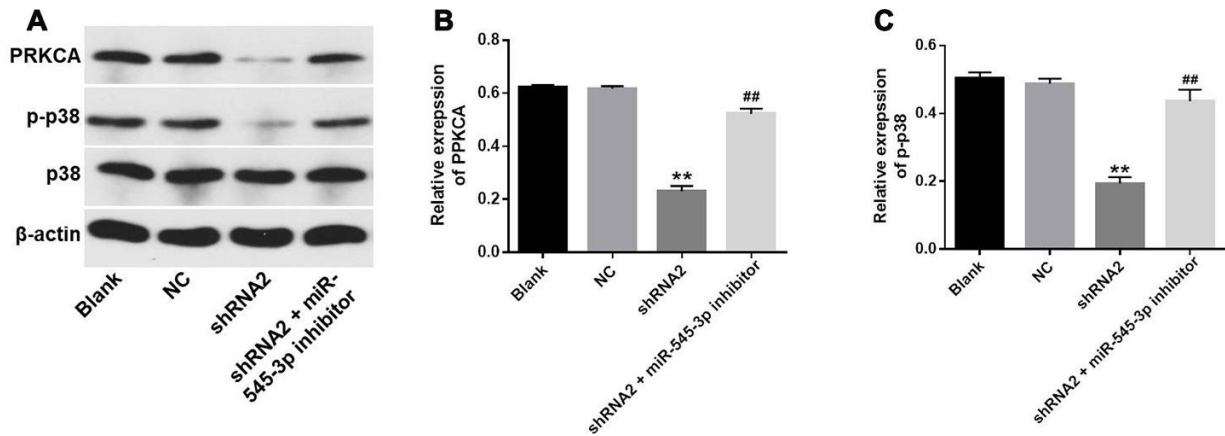 A
PRKCA
p-p38
p38
β-actin
Blank
NC
shRNA2
shRNA2 + miR-
545-3p inhibitor
B
Relative exrepssion
of PPKCA
0.8
0.6
0.4
0.2
0.0
**
##
Blank
NC
shRNA2
shRNA2 + miR-545-3p inhibitor
C
Relative exrepssion
of p-p38
0.6
0.4
0.2
0.0
**
##
Blank
NC
shRNA2
shRNA2 + miR-545-3p inhibitor